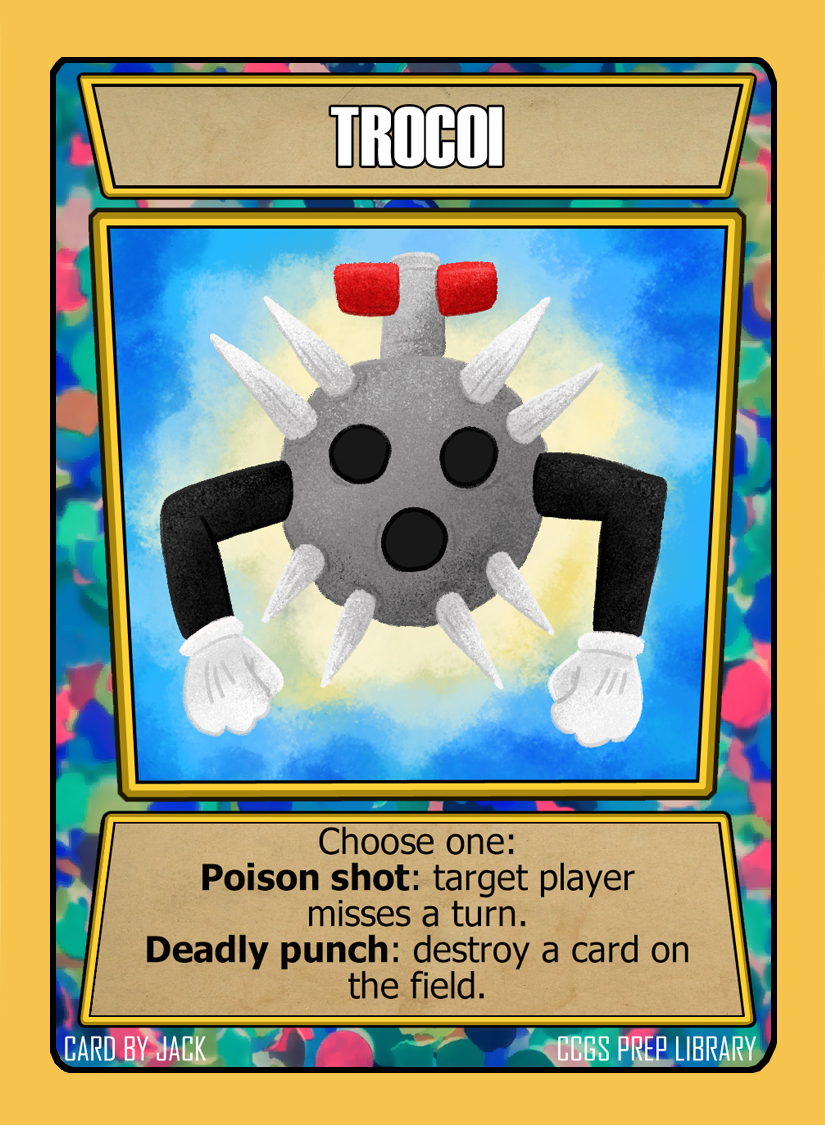 TROCOI
Choose one:
Poison shot: target player
misses a turn.
Deadly punch: destroy a card on
the field.
CARD BY JACK
CCGS PREP LIBRARY